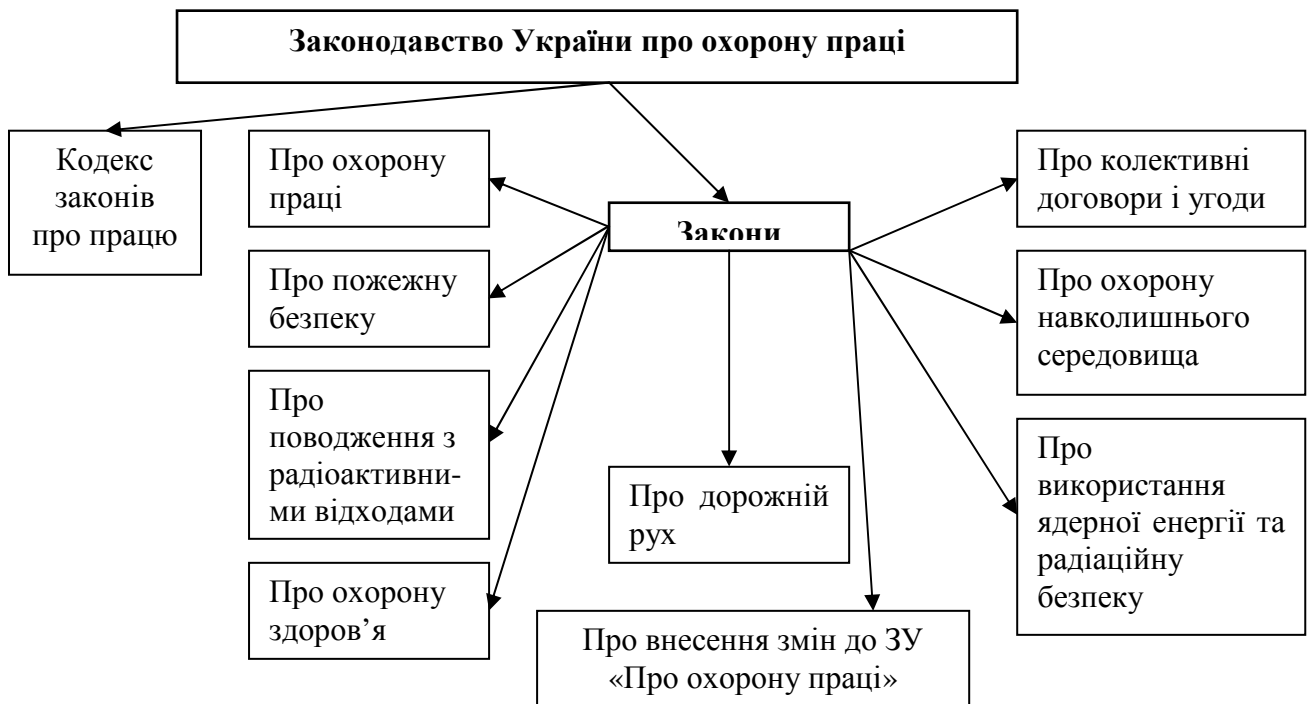 Законодавство України про охорону праці
Кодекс
законів
про працю
Про охорону
праці
Закони
Про колективні
договори і угоди
Про пожежну
безпеку
Про охорону
навколишнього
середовища
Про
поводження з
радіоактивни-
ми відходами
Про дорожній
рух
Про
використання
ядерної енергії та
радіаційну
безпеку
Про охорону
здоров’я
Про внесення змін до ЗУ
«Про охорону праці»